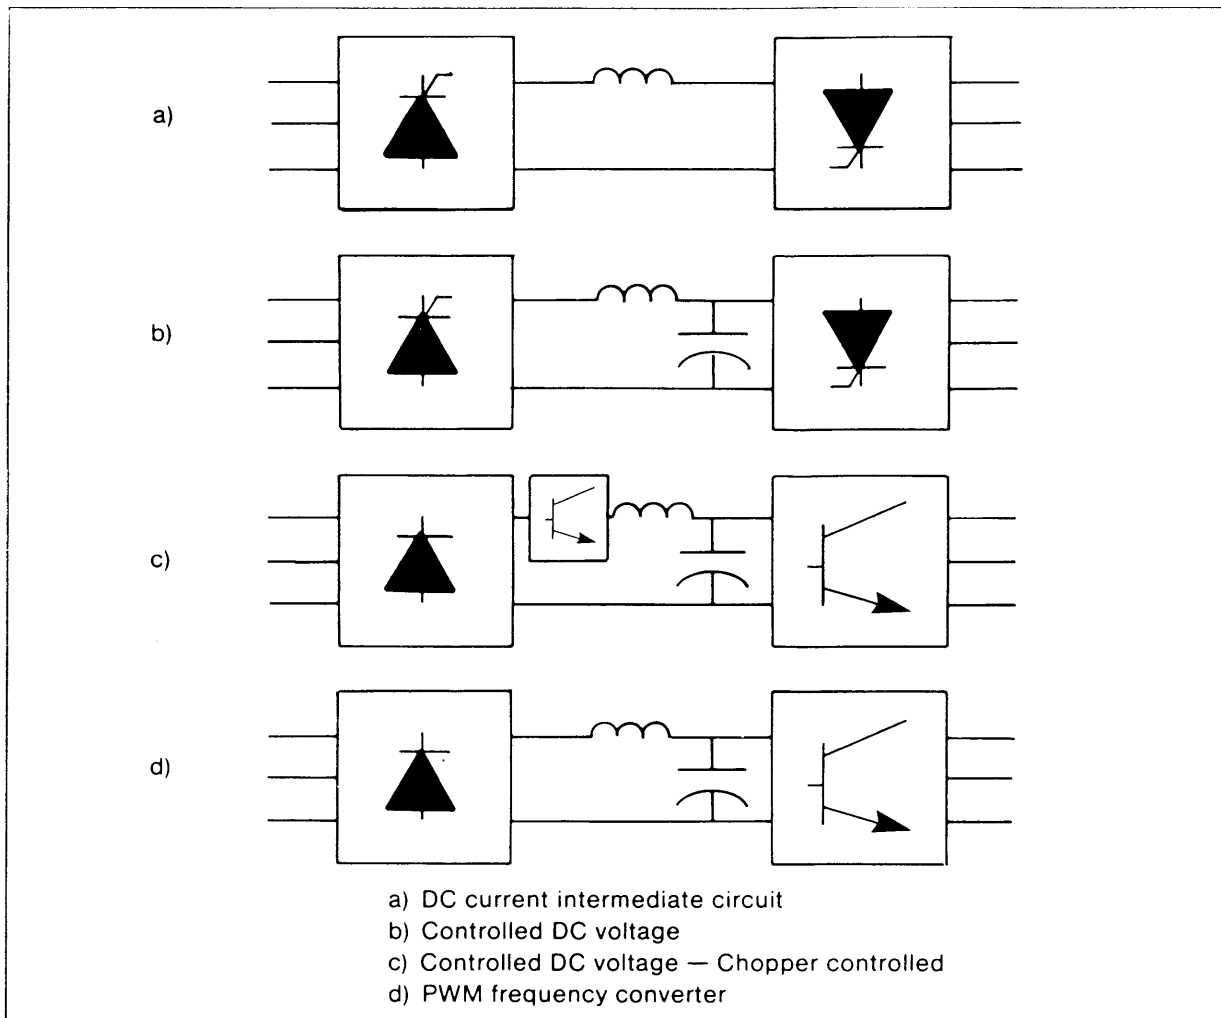 a)
b)
c)
d)
a) DC current intermediate circuit
b) Controlled DC voltage
c) Controlled DC voltage — Chopper controlled
d) PWM frequency converter